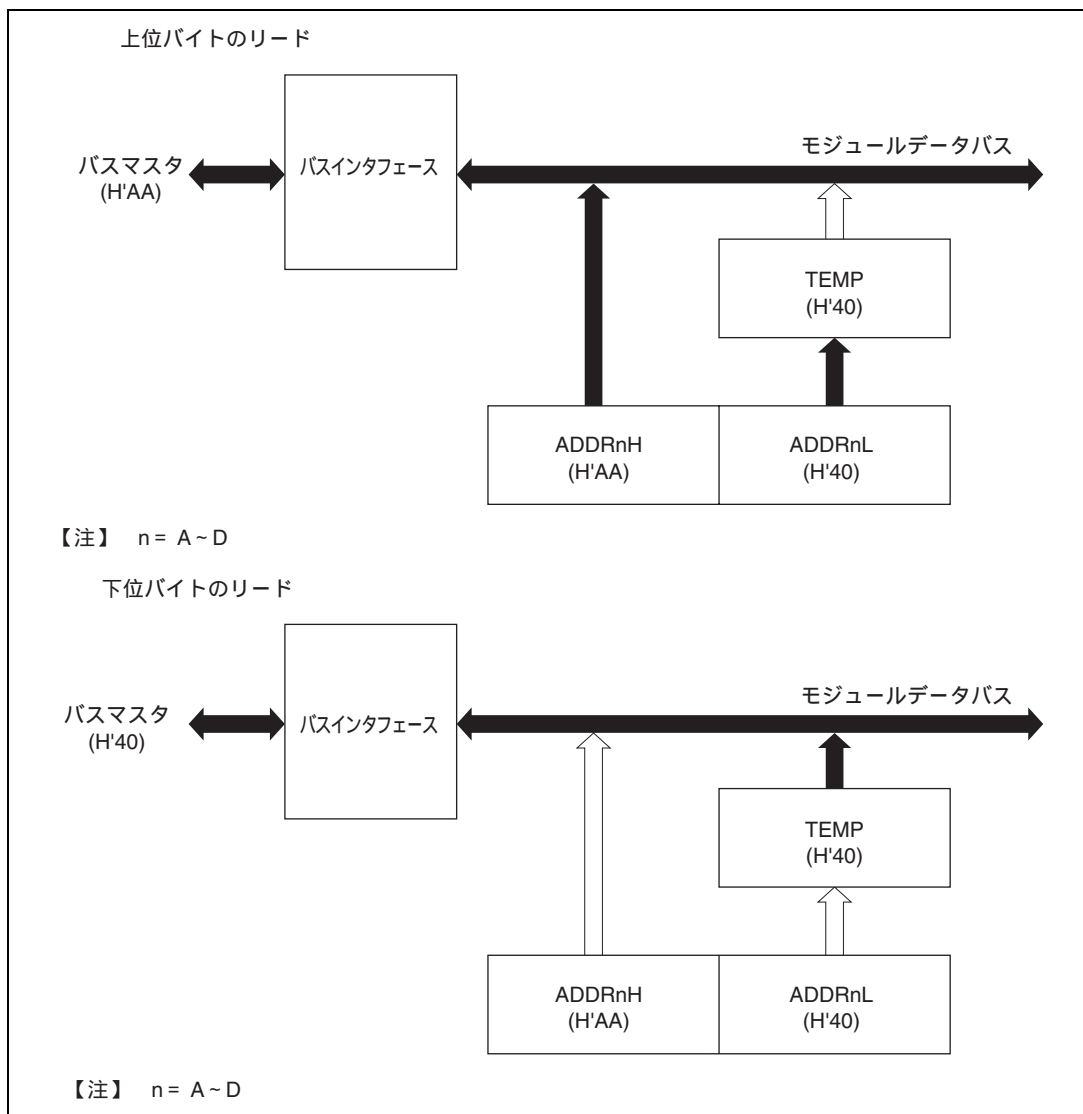 上位バイトのリード
モジュールデータバス
バスマスタ
(H'AA)
バスインタフェース
TEMP
(H'40)
ADDRnH
(H'AA)
ADDRnL
(H'40)
【注】 n = A~D
下位バイトのリード
モジュールデータバス
バスマスタ
(H'40)
バスインタフェース
TEMP
(H'40)
ADDRnH
(H'AA)
ADDRnL
(H'40)
【注】 n = A~D